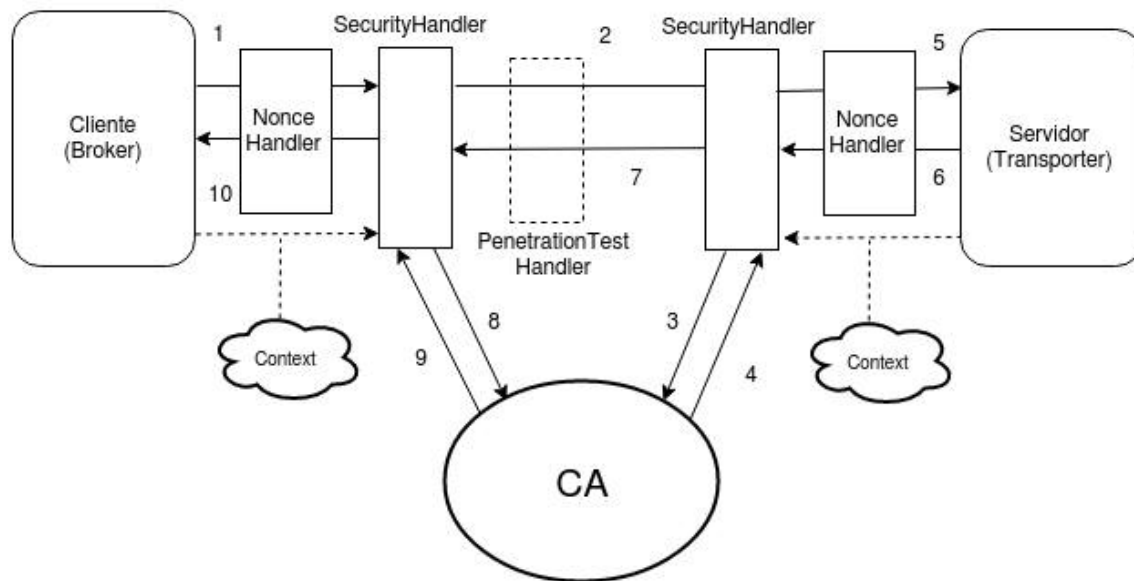 1
SecurityHandler
2
SecurityHandler
5
Cliente
(Broker)
Nonce
Handler
Nonce
Handler
Servidor
(Transporter)
10
7
6
PenetrationTest
Handler
Context
8
9
3
4
Context
CA